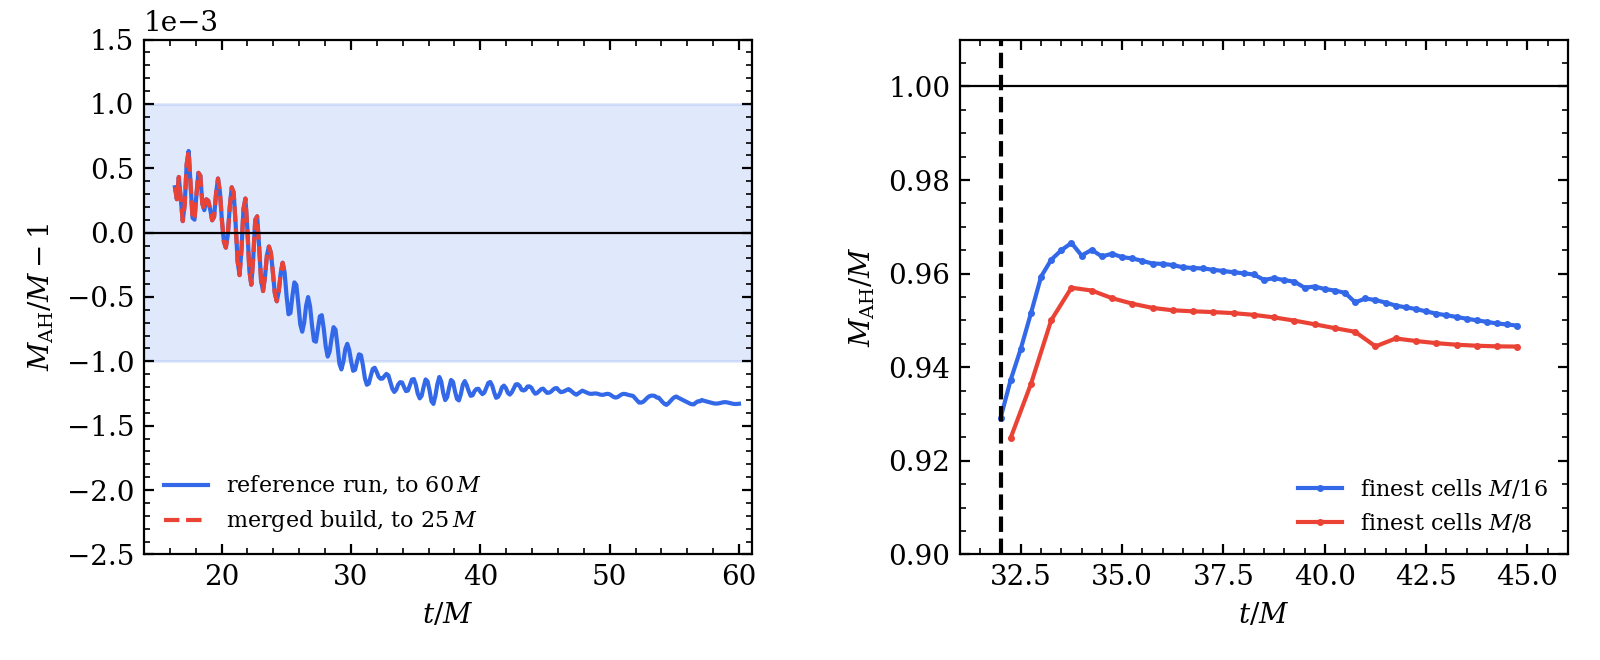 1e−3
1.5
1.0
0.5
0.0
−0.5
−1.0
−1.5
−2.0
−2.5
M_AH/M − 1
reference run, to 60 M
merged build, to 25 M
20 30 40 50 60
t/M
1.00
0.98
0.96
0.94
0.92
0.90
M_AH/M
finest cells M/16
finest cells M/8
32.5 35.0 37.5 40.0 42.5 45.0
t/M